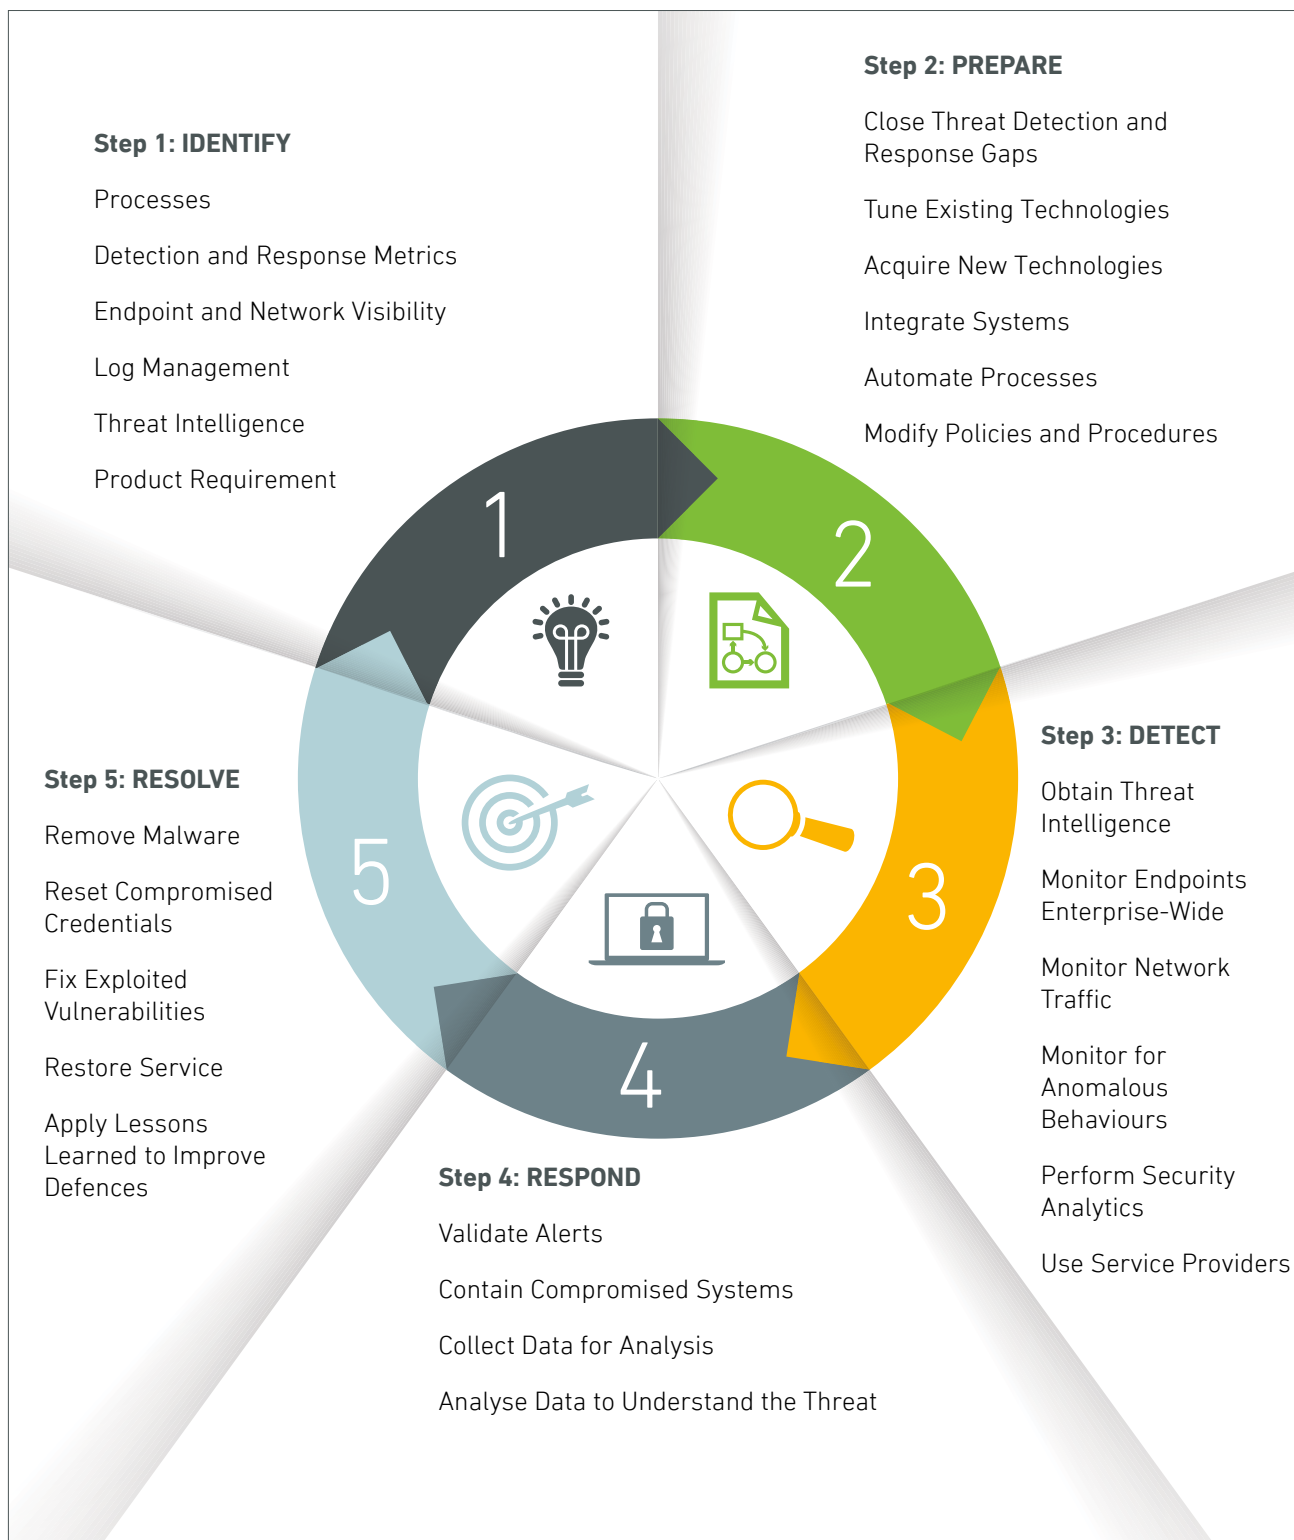 Step 1: IDENTIFY
Processes
Detection and Response Metrics
Endpoint and Network Visibility
Log Management
Threat Intelligence
Product Requirement
Step 2: PREPARE
Close Threat Detection and
Response Gaps
Tune Existing Technologies
Acquire New Technologies
Integrate Systems
Automate Processes
Modify Policies and Procedures
1
2
3
4
5
Step 3: DETECT
Obtain Threat
Intelligence
Monitor Endpoints
Enterprise-Wide
Monitor Network
Traffic
Monitor for
Anomalous
Behaviours
Perform Security
Analytics
Use Service Providers
Step 4: RESPOND
Validate Alerts
Contain Compromised Systems
Collect Data for Analysis
Analyse Data to Understand the Threat
Step 5: RESOLVE
Remove Malware
Reset Compromised
Credentials
Fix Exploited
Vulnerabilities
Restore Service
Apply Lessons
Learned to Improve
Defences